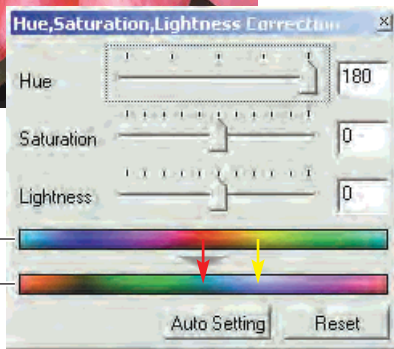 Hue,Saturation,Lightness Correction
Hue
180
Saturation
0
Lightness
0
Auto Setting
Reset